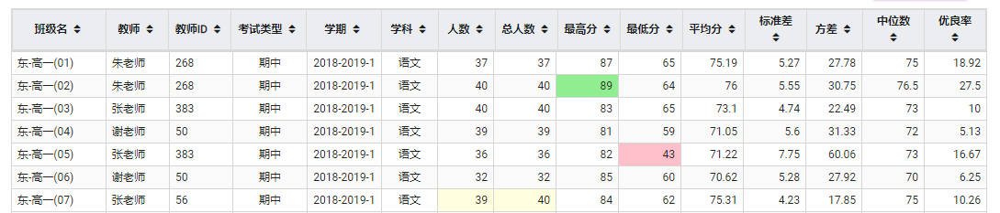 班级名 教师 教师ID 考试类型 学期 学科 人数 总人数 最高分 最低分 平均分 标准差 方差 中位数 优良率
东-高一(01) 朱老师 268 期中 2018-2019-1 语文 37 37 87 65 75.19 5.27 27.78 75 18.92
东-高一(02) 朱老师 268 期中 2018-2019-1 语文 40 40 89 64 76 5.55 30.75 76.5 27.5
东-高一(03) 张老师 383 期中 2018-2019-1 语文 40 40 83 65 73.1 4.74 22.49 73 10
东-高一(04) 谢老师 50 期中 2018-2019-1 语文 39 39 81 59 71.05 5.6 31.33 72 5.13
东-高一(05) 张老师 383 期中 2018-2019-1 语文 36 36 82 43 71.22 7.75 60.06 73 16.67
东-高一(06) 谢老师 50 期中 2018-2019-1 语文 32 32 85 60 70.62 5.28 27.92 70 6.25
东-高一(07) 张老师 56 期中 2018-2019-1 语文 39 40 84 62 75.31 4.23 17.85 75 10.26